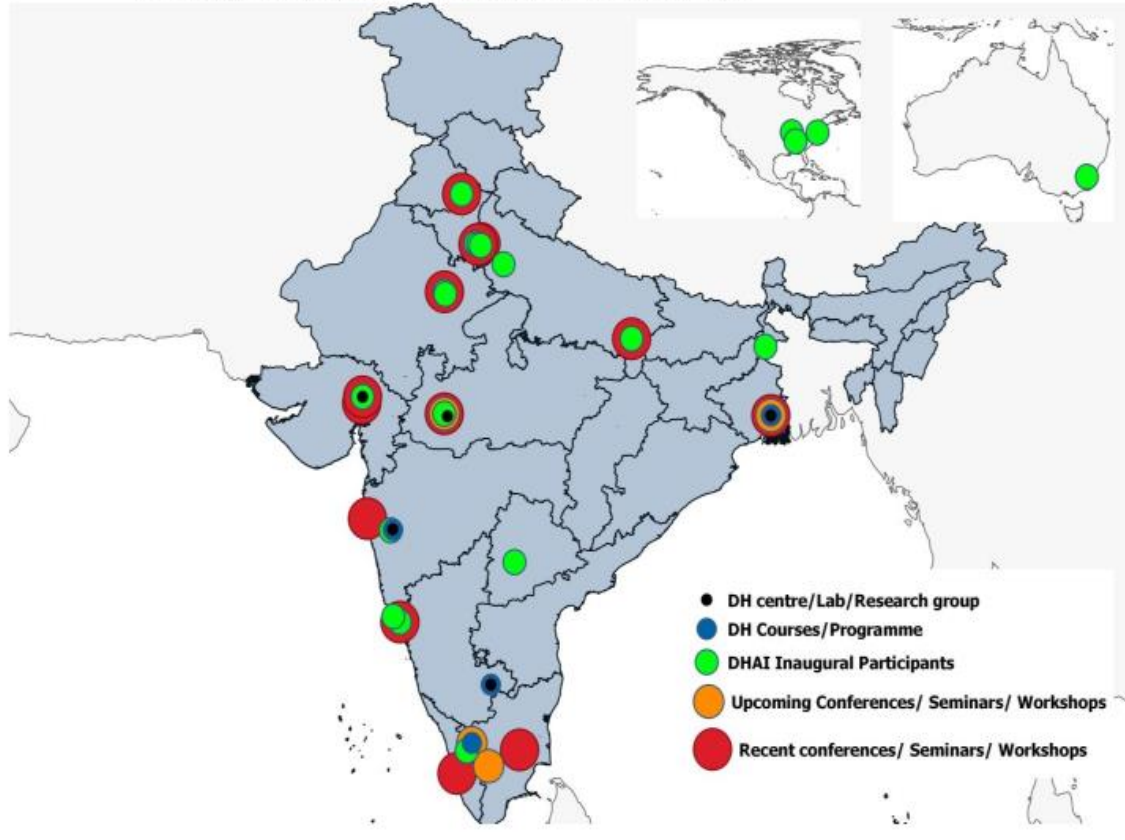 DH centre/Lab/Research group
DH Courses/Programme
DHAI Inaugural Participants
Upcoming Conferences/ Seminars/ Workshops
Recent conferences/ Seminars/ Workshops